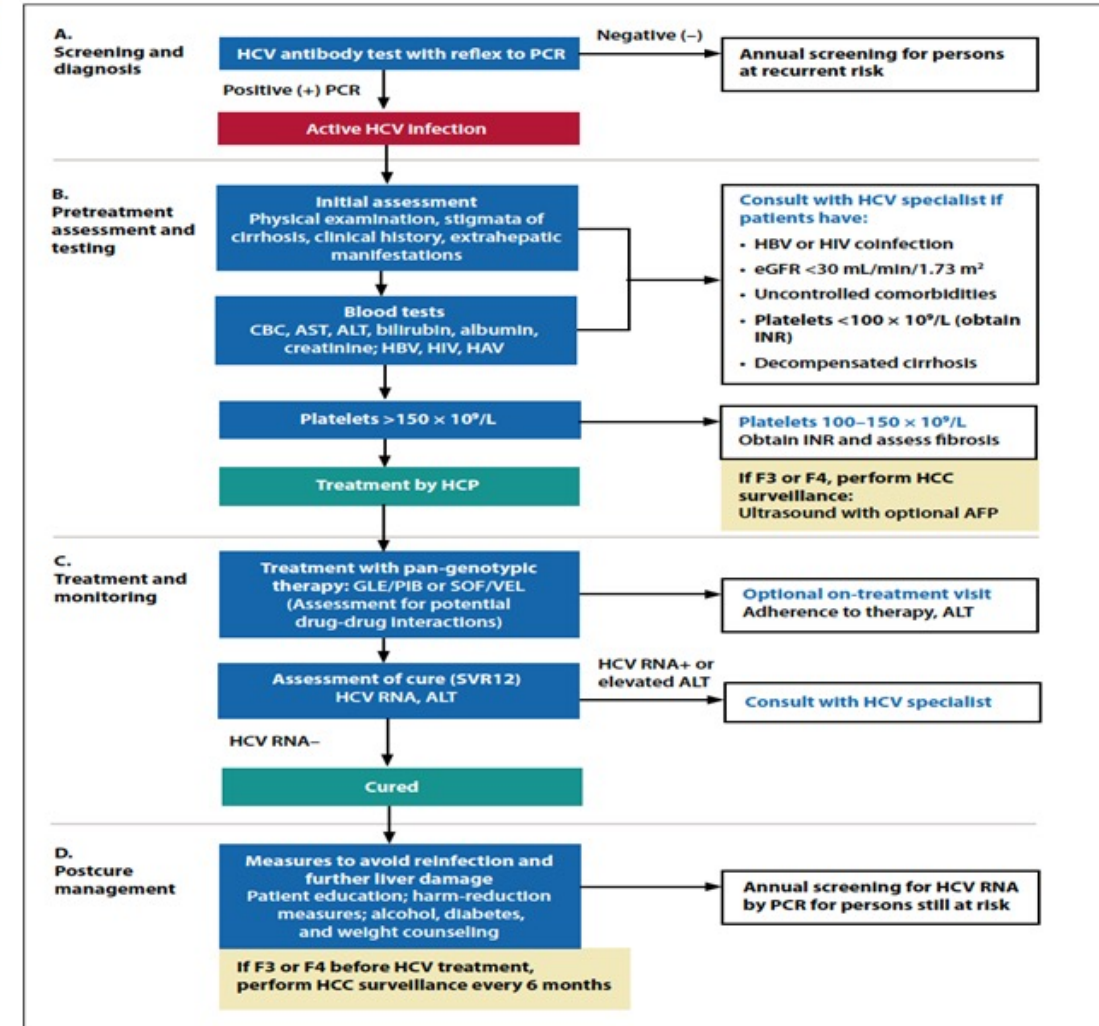 A.
Screening and
diagnosis
HCV antibody test with reflex to PCR
Negative (–)
Annual screening for persons
at recurrent risk
Positive (+) PCR
Active HCV Infection
B.
Pretreatment
assessment and
testing
Initial assessment
Physical examination, stigmata of
cirrhosis, clinical history, extrahepatic
manifestations
Blood tests
CBC, AST, ALT, bilirubin, albumin,
creatinine; HBV, HIV, HAV
Consult with HCV specialist if
patients have:
• HBV or HIV coinfection
• eGFR <30 mL/min/1.73 m²
• Uncontrolled comorbidities
• Platelets <100 × 10⁹/L (obtain
INR)
• Decompensated cirrhosis
Platelets >150 × 10⁹/L
Platelets 100–150 × 10⁹/L
Obtain INR and assess fibrosis
Treatment by HCP
If F3 or F4, perform HCC
surveillance:
Ultrasound with optional AFP
C.
Treatment and
monitoring
Treatment with pan-genotypic
therapy: GLE/PIB or SOF/VEL
(Assessment for potential
drug-drug interactions)
Optional on-treatment visit
Adherence to therapy, ALT
Assessment of cure (SVR12)
HCV RNA, ALT
HCV RNA+ or
elevated ALT
Consult with HCV specialist
HCV RNA–
Cured
D.
Postcure
management
Measures to avoid reinfection and
further liver damage
Patient education; harm-reduction
measures; alcohol, diabetes,
and weight counseling
Annual screening for HCV RNA
by PCR for persons still at risk
If F3 or F4 before HCV treatment,
perform HCC surveillance every 6 months